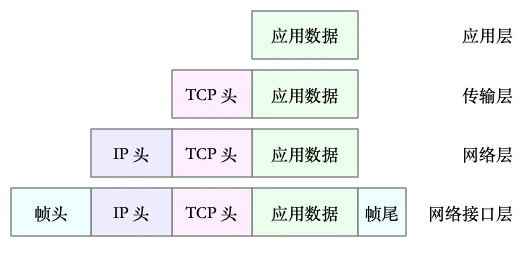 应用数据 应用层
TCP 头 应用数据 传输层
IP 头 TCP 头 应用数据 网络层
帧头 IP 头 TCP 头 应用数据 帧尾 网络接口层